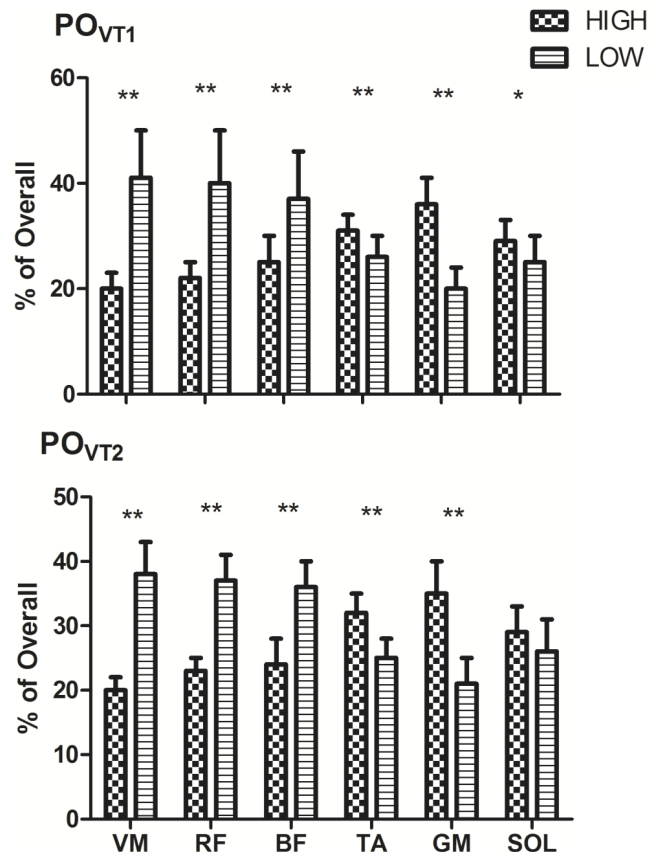 PO_VT1
HIGH
LOW
60
** ** ** ** ** *
40
20
0
% of Overall
PO_VT2
50
** ** ** ** **
40
30
20
10
0
% of Overall
VM RF BF TA GM SOL